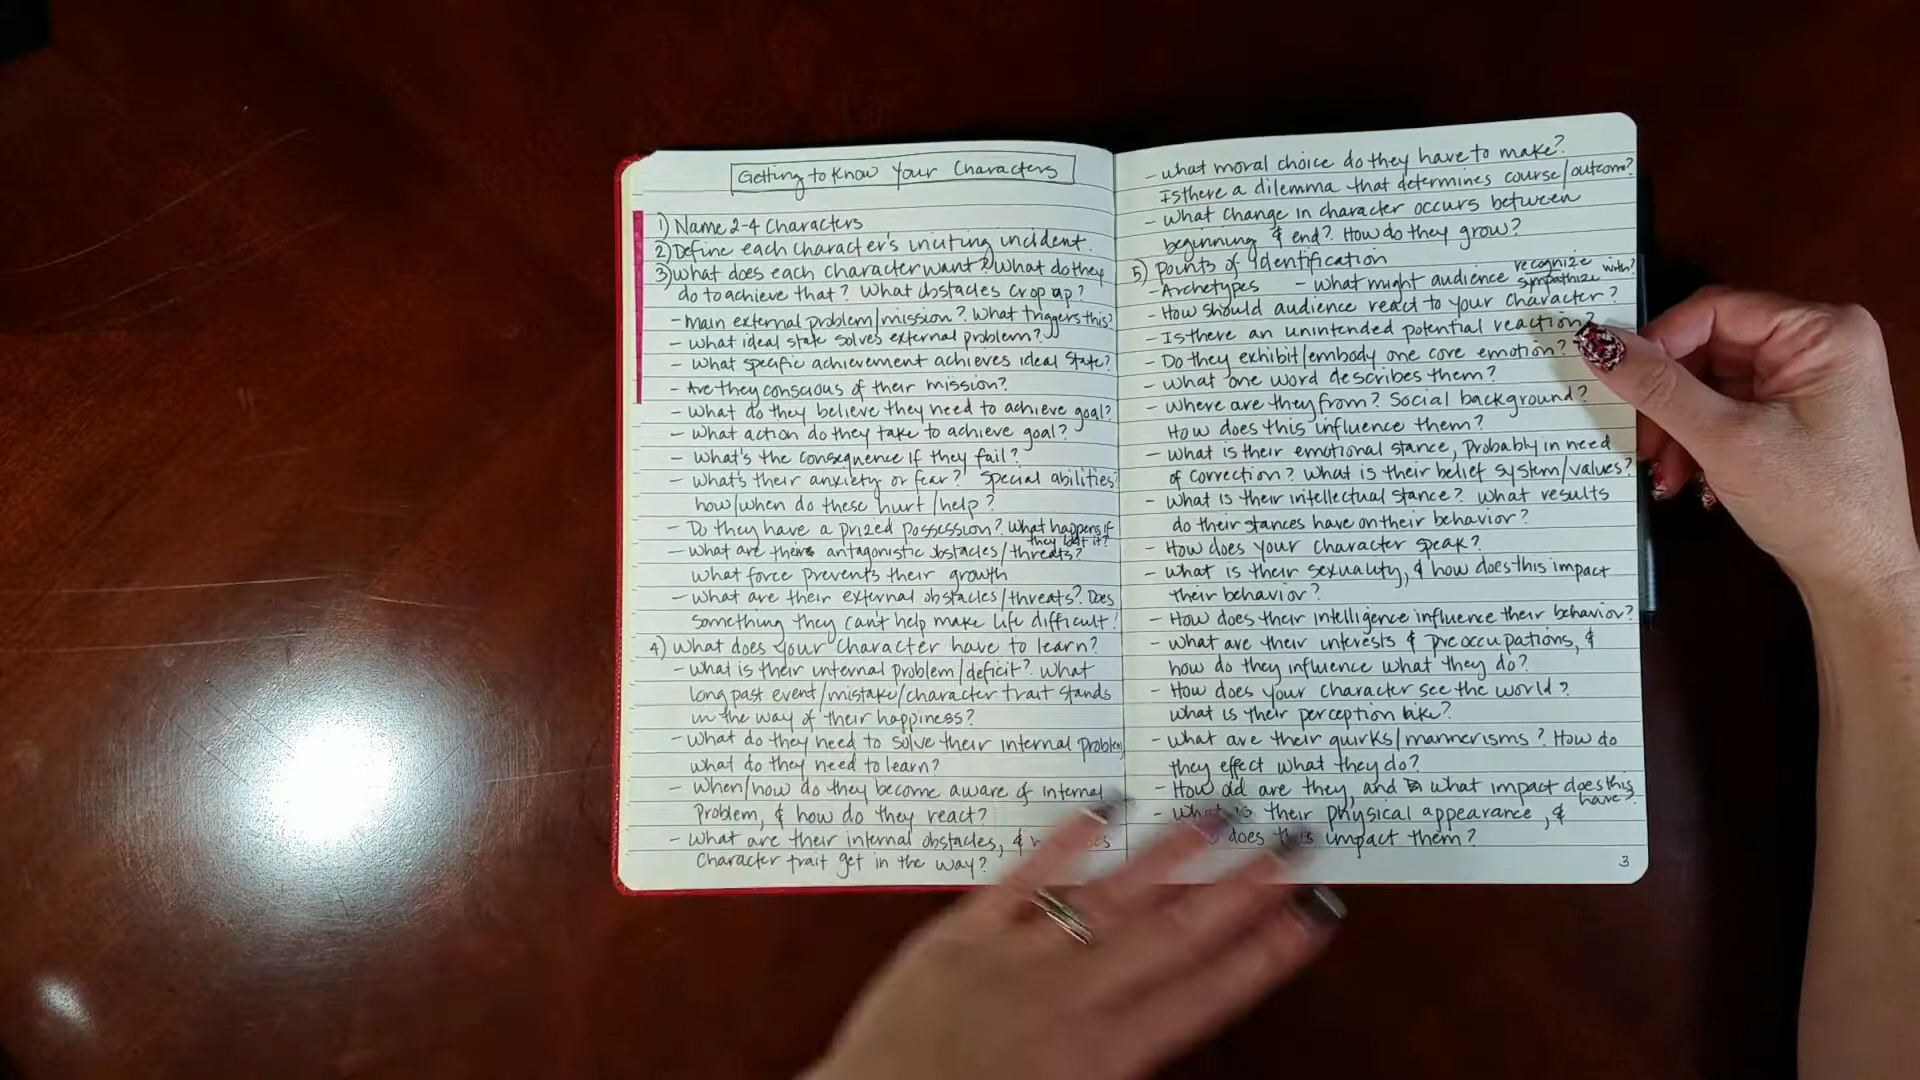 Getting to Know Your Characters
1) Name 2-4 Characters
2) Define each character's inciting incident.
3) What does each character want? What do they
do to achieve that? What obstacles crop up?
- Main external problem/mission? What triggers this?
- What ideal state solves external problem?
- What specific achievement achieves ideal state?
- Are they conscious of their mission?
- What do they believe they need to achieve goal?
- What action do they take to achieve goal?
- What's the consequence if they fail?
- What's their anxiety or fear? Special abilities?
how/when do these hurt/help?
- Do they have a prized possession? What happens if
they lost it?
- What are their antagonistic obstacles/threats?
What force prevents their growth
- What are their external obstacles/threats? Does
something they can't help make life difficult?
4) What does your character have to learn?
- What is their internal problem/deficit? What
long past event/mistake/character trait stands
in the way of their happiness?
- What do they need to solve their internal problem,
what do they need to learn?
- When/how do they become aware of internal
problem, & how do they react?
- What are their internal obstacles, &
Character trait get in the way?
- What moral choice do they have to make?
Is there a dilemma that determines course/outcome?
- What change in character occurs between
beginning & end? How do they grow?
5) Points of Identification
- Archetypes - What might audience recognize sympathize with?
- How should audience react to your character?
- Is there an unintended potential reaction?
- Do they exhibit/embody one core emotion?
- What one word describes them?
- Where are they from? Social background?
How does this influence them?
- What is their emotional stance, probably in need
of correction? What is their belief system/values?
- What is their intellectual stance? What results
do their stances have on their behavior?
- How does your character speak?
- What is their sexuality, & how does this impact
their behavior?
- How does their intelligence influence their behavior?
- What are their interests & preoccupations, &
how do they influence what they do?
- How does your character see the world?
What is their perception like?
- What are their quirks/mannerisms? How do
they effect what they do?
- How old are they, and what impact does this
have?
- What is their physical appearance, &
does this impact them?
3